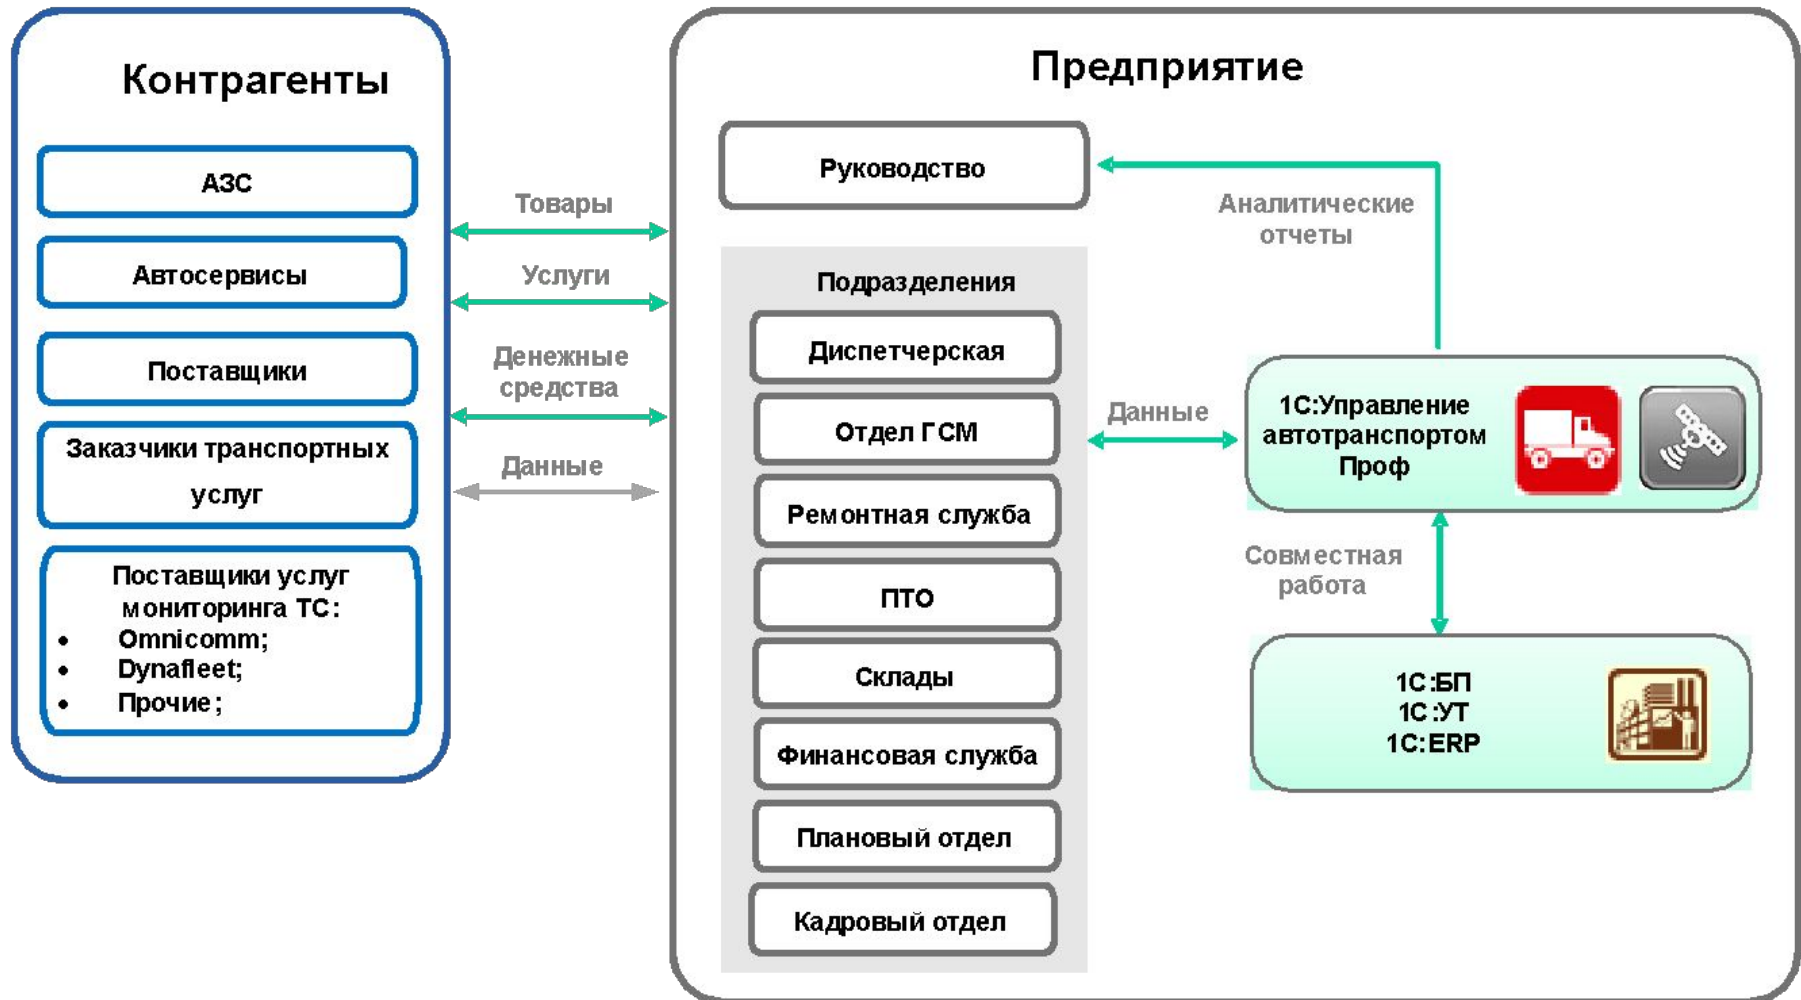 Контрагенты
АЗС
Автосервисы
Поставщики
Заказчики транспортных
услуг
Поставщики услуг
мониторинга ТС:
• Omnicomm;
• Dynafleet;
• Прочие;
Товары
Услуги
Денежные
средства
Данные
Предприятие
Руководство
Подразделения
Диспетчерская
Отдел ГСМ
Ремонтная служба
ПТО
Склады
Финансовая служба
Плановый отдел
Кадровый отдел
Аналитические
отчеты
Данные
1С:Управление
автотранспортом
Проф
Совместная
работа
1С:БП
1С:УТ
1С:ERP